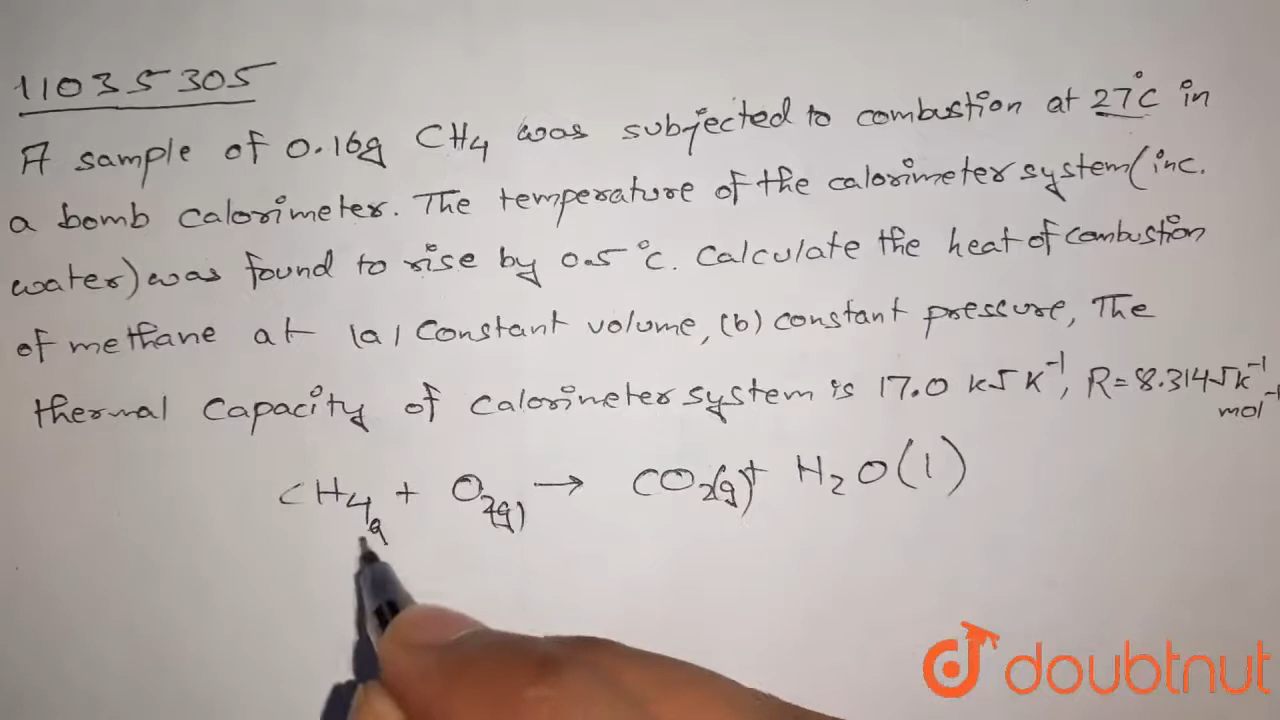 11035305
A sample of 0.16g CH4 was subjected to combustion at 27°C in
a bomb calorimeter. The temperature of the calorimeter system (inc.
water) was found to rise by 0.5°C. Calculate the heat of combustion
of methane at (a) constant volume, (b) constant pressure, The
thermal capacity of calorimeter system is 17.0 kJ K⁻¹, R = 8.314 J K⁻¹ mol⁻¹
CH4 g + O2(g) → CO2(g) + H2O(l)
doubtnut